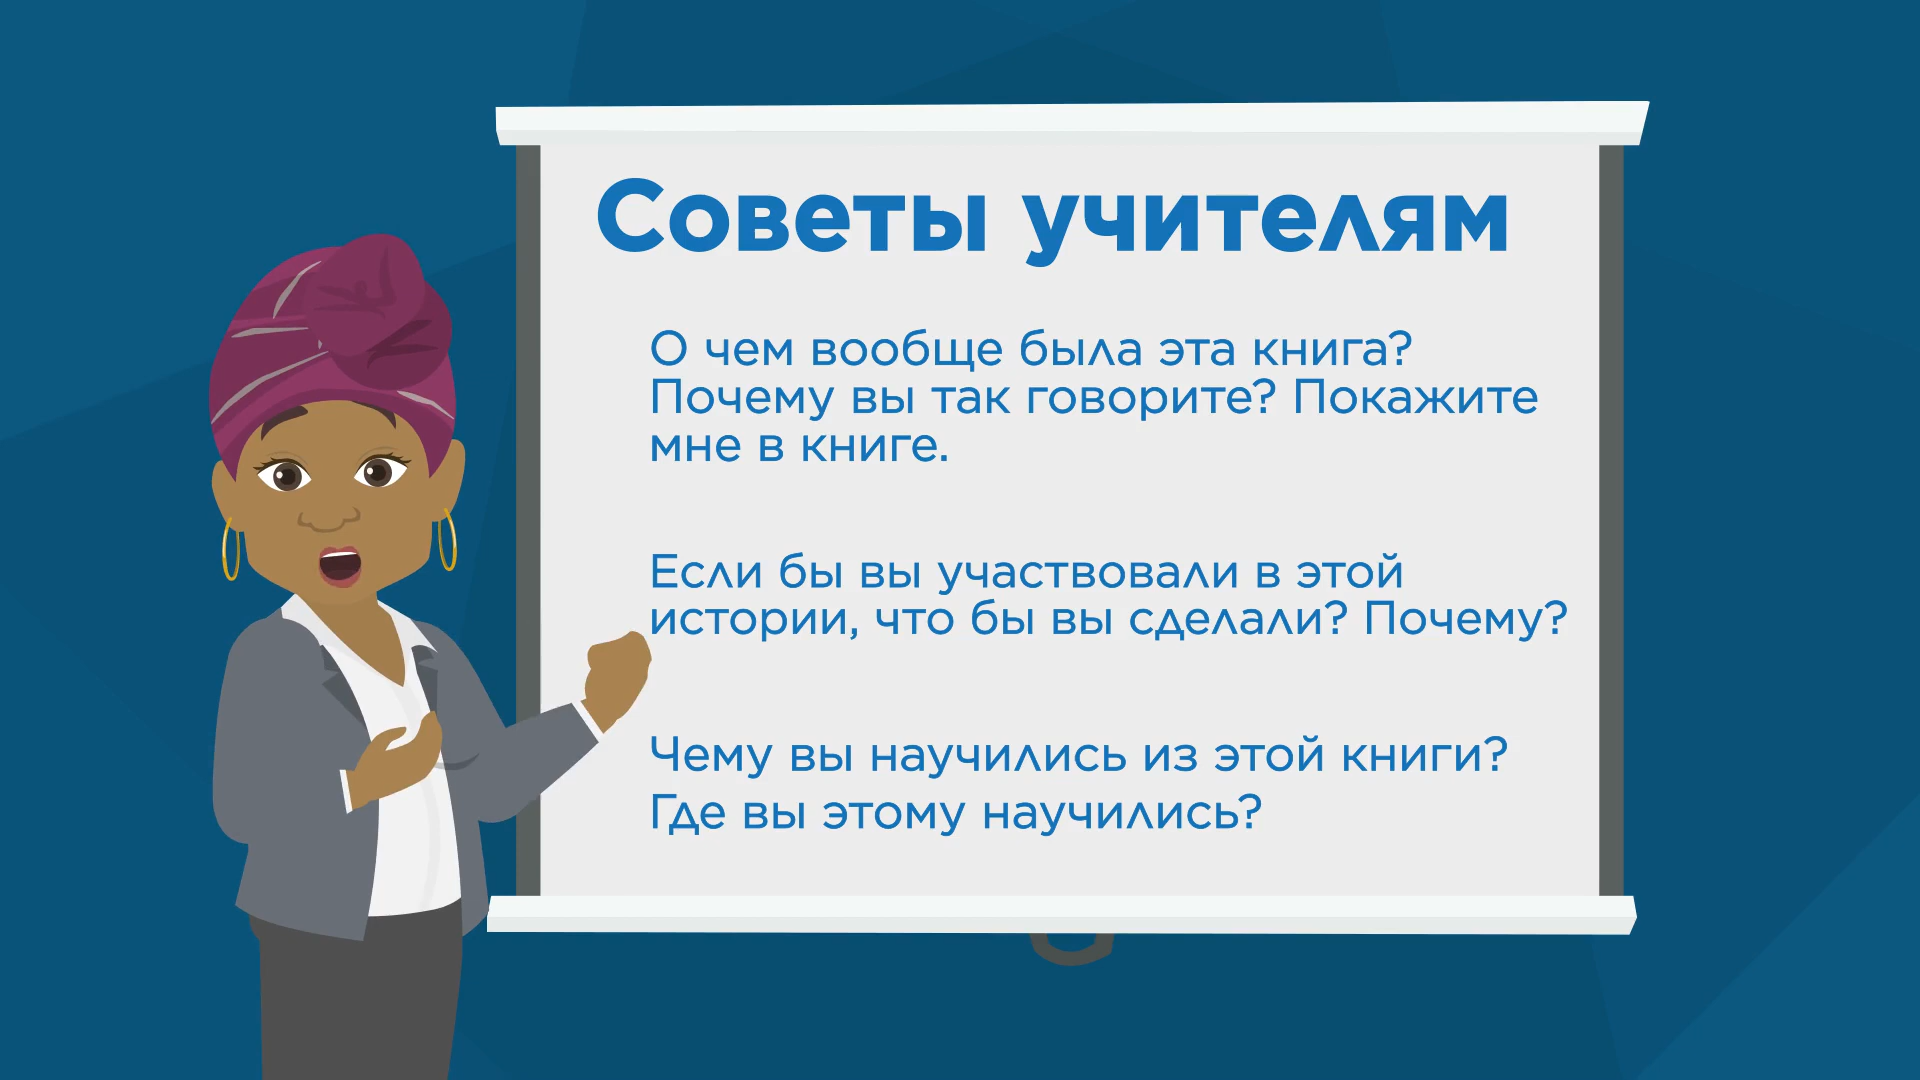 Советы учителям
О чем вообще была эта книга?
Почему вы так говорите? Покажите
мне в книге.
Если бы вы участвовали в этой
истории, что бы вы сделали? Почему?
Чему вы научились из этой книги?
Где вы этому научились?